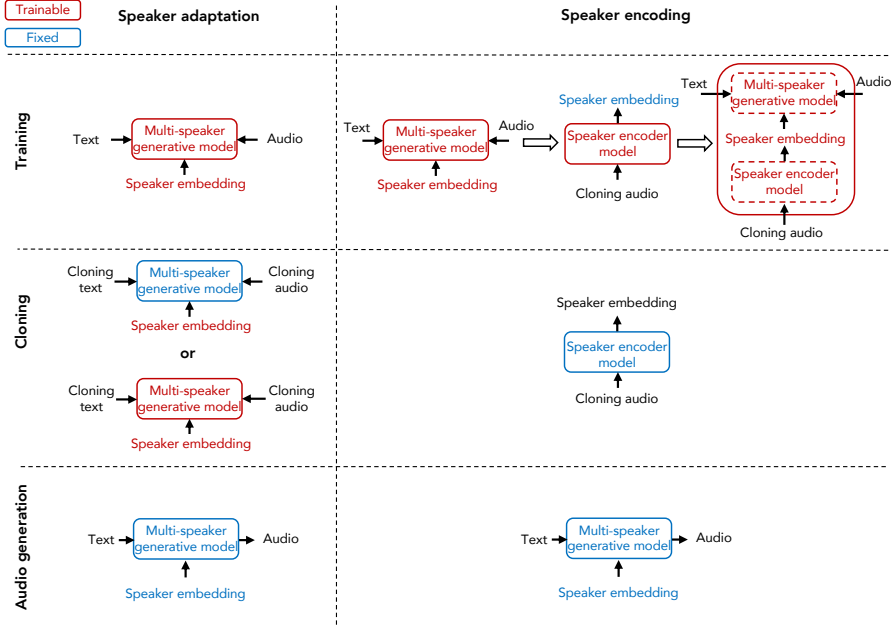 Trainable
Fixed
Speaker adaptation
Speaker encoding
Training
Text
Multi-speaker
generative model
Audio
Speaker embedding
Text
Multi-speaker
generative model
Audio
Speaker embedding
Speaker embedding
Speaker encoder
model
Cloning audio
Text
Multi-speaker
generative model
Audio
Speaker embedding
Speaker encoder
model
Cloning audio
Cloning
Cloning
text
Multi-speaker
generative model
Cloning
audio
Speaker embedding
or
Cloning
text
Multi-speaker
generative model
Cloning
audio
Speaker embedding
Speaker embedding
Speaker encoder
model
Cloning audio
Audio generation
Text
Multi-speaker
generative model
Audio
Speaker embedding
Text
Multi-speaker
generative model
Audio
Speaker embedding